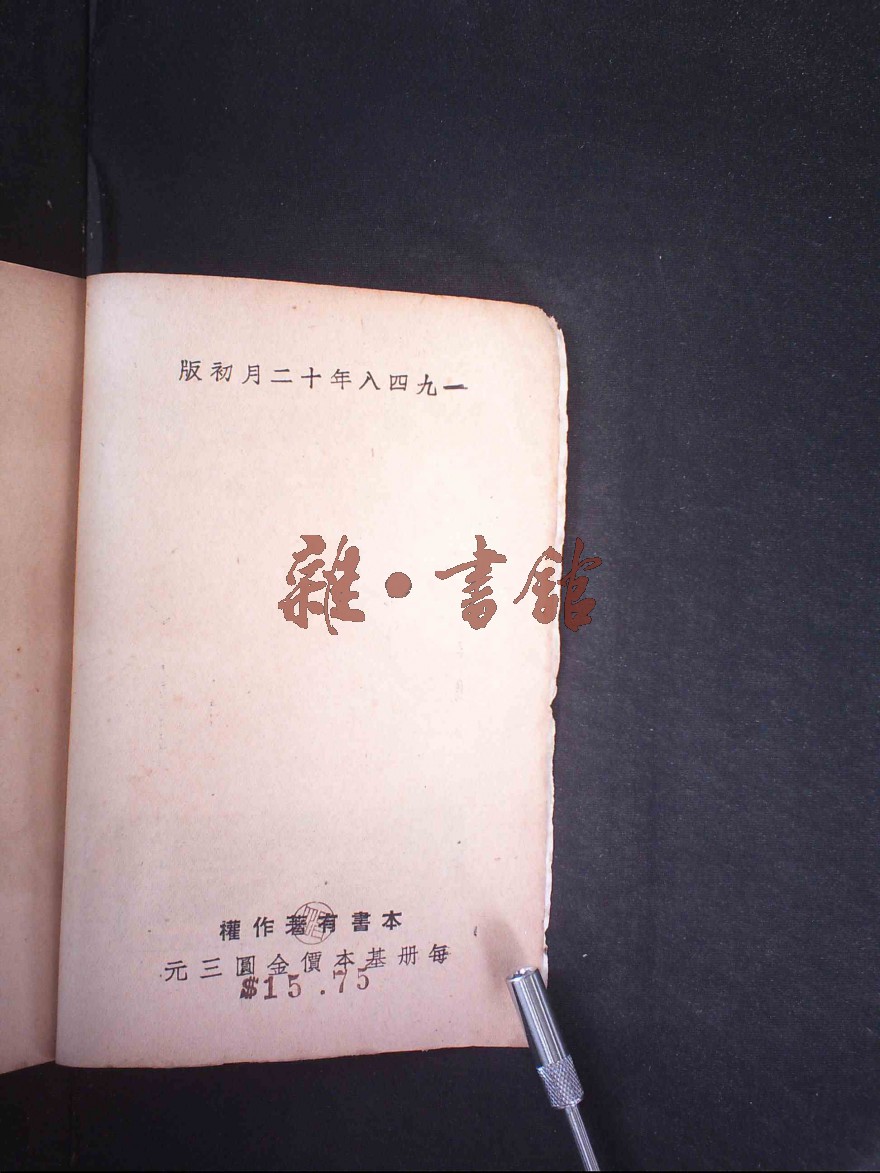 一九四八年十二月初版
雜·書館
本書有著作權
每册基本價金圓三元
$15.75